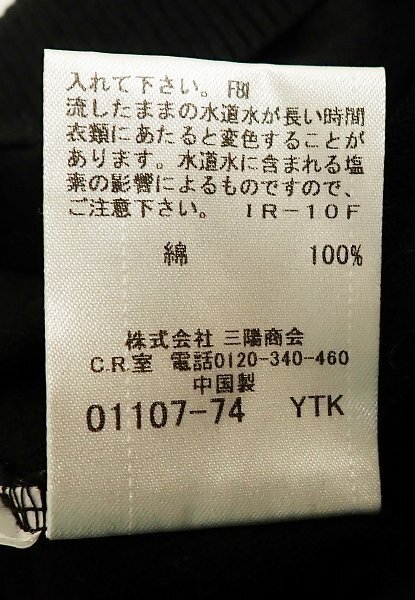 入れて下さい。 F80
流したままの水道水が長い時間
衣類にあたると変色することが
あります。水道水に含まれる塩
素の影響によるものですので、
ご注意下さい。 IR-10F
綿 100%
株式会社 三陽商会
C.R.室 電話0120-340-460
中国製
01107-74 YTK